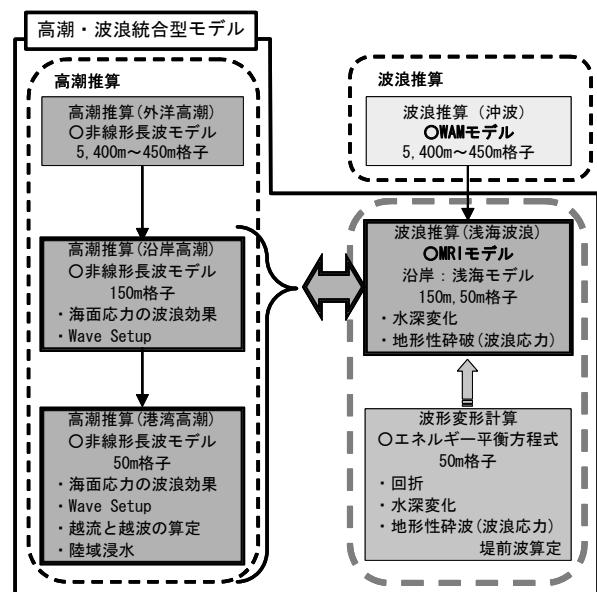 高潮・波浪統合型モデル
高潮推算
高潮推算(外洋高潮)
○非線形長波モデル
5,400m～450m格子
高潮推算(沿岸高潮)
○非線形長波モデル
150m格子
・海面応力の波浪効果
・Wave Setup
高潮推算(港湾高潮)
○非線形長波モデル
50m格子
・海面応力の波浪効果
・Wave Setup
・越流と越波の算定
・陸域浸水
波浪推算
波浪推算(沖波)
○WAMモデル
5,400m～450m格子
波浪推算(浅海波浪)
○MRIモデル
沿岸：浅海モデル
150m,50m格子
・水深変化
・地形性砕破(波浪応力)
波形変形計算
○エネルギー平衡方程式
50m格子
・回折
・水深変化
・地形性砕波(波浪応力)
堤前波算定